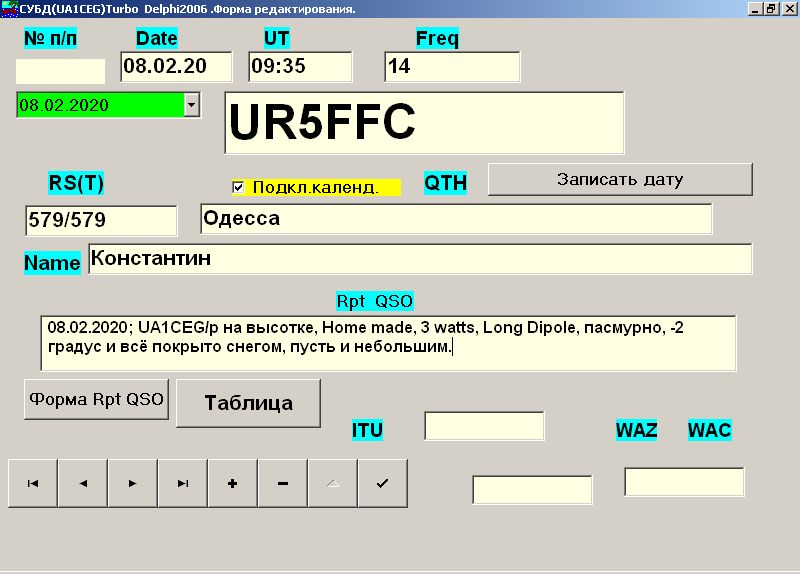 СУБД(UA1CEG)Turbo Delphi2006 .Форма редактирования.
№ п/п Date UT Freq
08.02.20 09:35 14
08.02.2020
UR5FFC
RS(T) Подкл.календ. QTH Записать дату
579/579 Одесса
Name Константин
Rpt QSO
08.02.2020; UA1CEG/p на высотке, Home made, 3 watts, Long Dipole, пасмурно, -2
градус и всё покрыто снегом, пусть и небольшим.
Форма Rpt QSO Таблица
ITU WAZ WAC